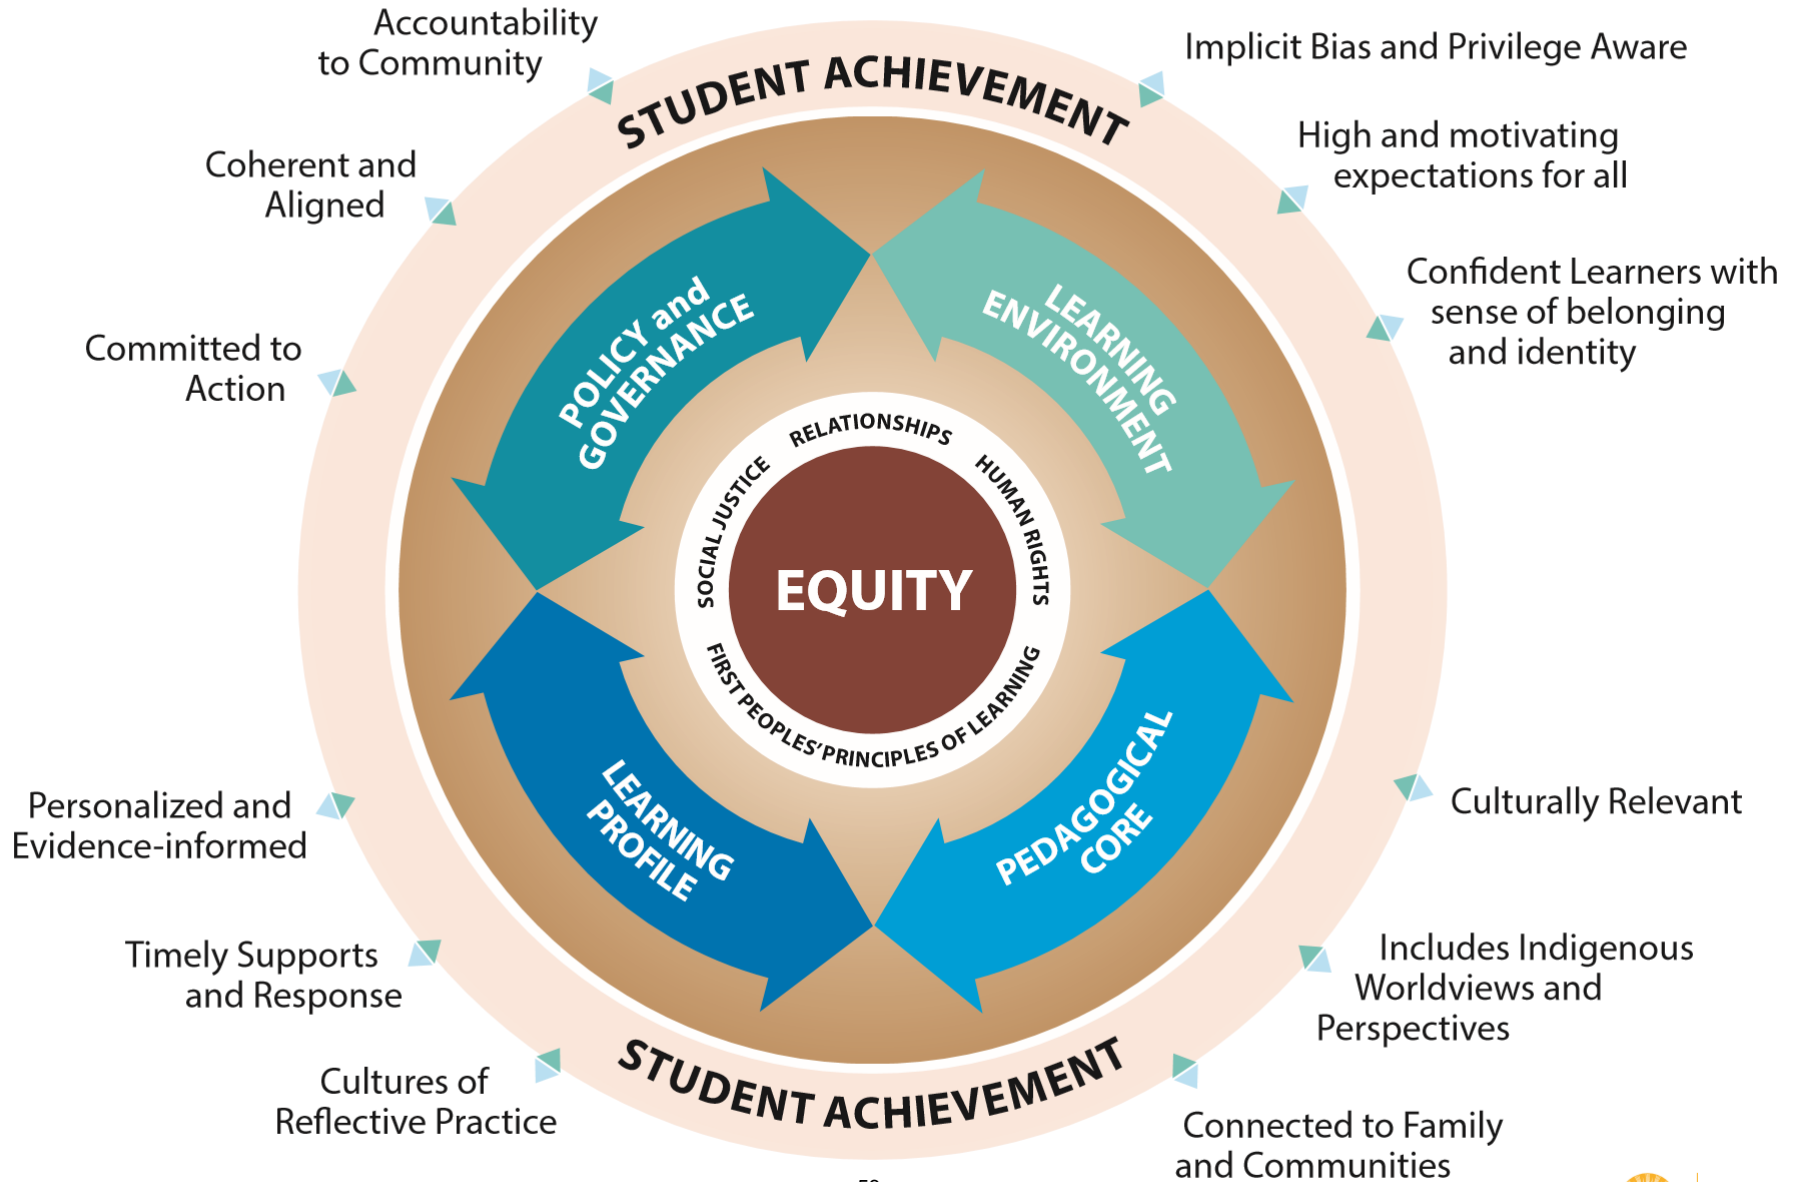 Accountability
to Community
Coherent and
Aligned
Committed to
Action
STUDENT ACHIEVEMENT
Implicit Bias and Privilege Aware
High and motivating
expectations for all
Confident Learners with
sense of belonging
and identity
POLICY and
GOVERNANCE
LEARNING
ENVIRONMENT
RELATIONSHIPS
SOCIAL JUSTICE
HUMAN RIGHTS
EQUITY
FIRST PEOPLES’ PRINCIPLES OF LEARNING
LEARNING
PROFILE
PEDAGOGICAL
CORE
Personalized and
Evidence-informed
Timely Supports
and Response
Cultures of
Reflective Practice
Culturally Relevant
Includes Indigenous
Worldviews and
Perspectives
Connected to Family
and Communities
STUDENT ACHIEVEMENT